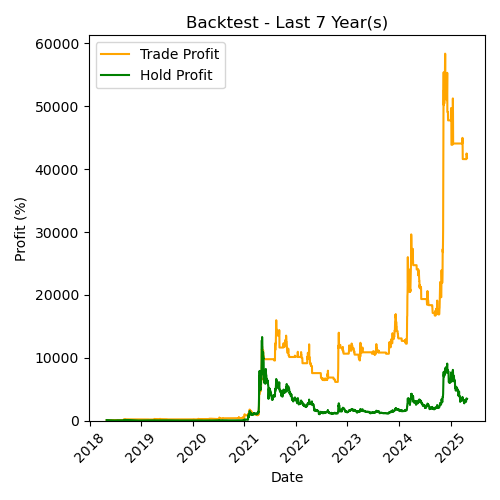 Backtest - Last 7 Year(s)
Trade Profit
Hold Profit
60000
50000
40000
30000
20000
10000
0
Profit (%)
2018 2019 2020 2021 2022 2023 2024 2025
Date